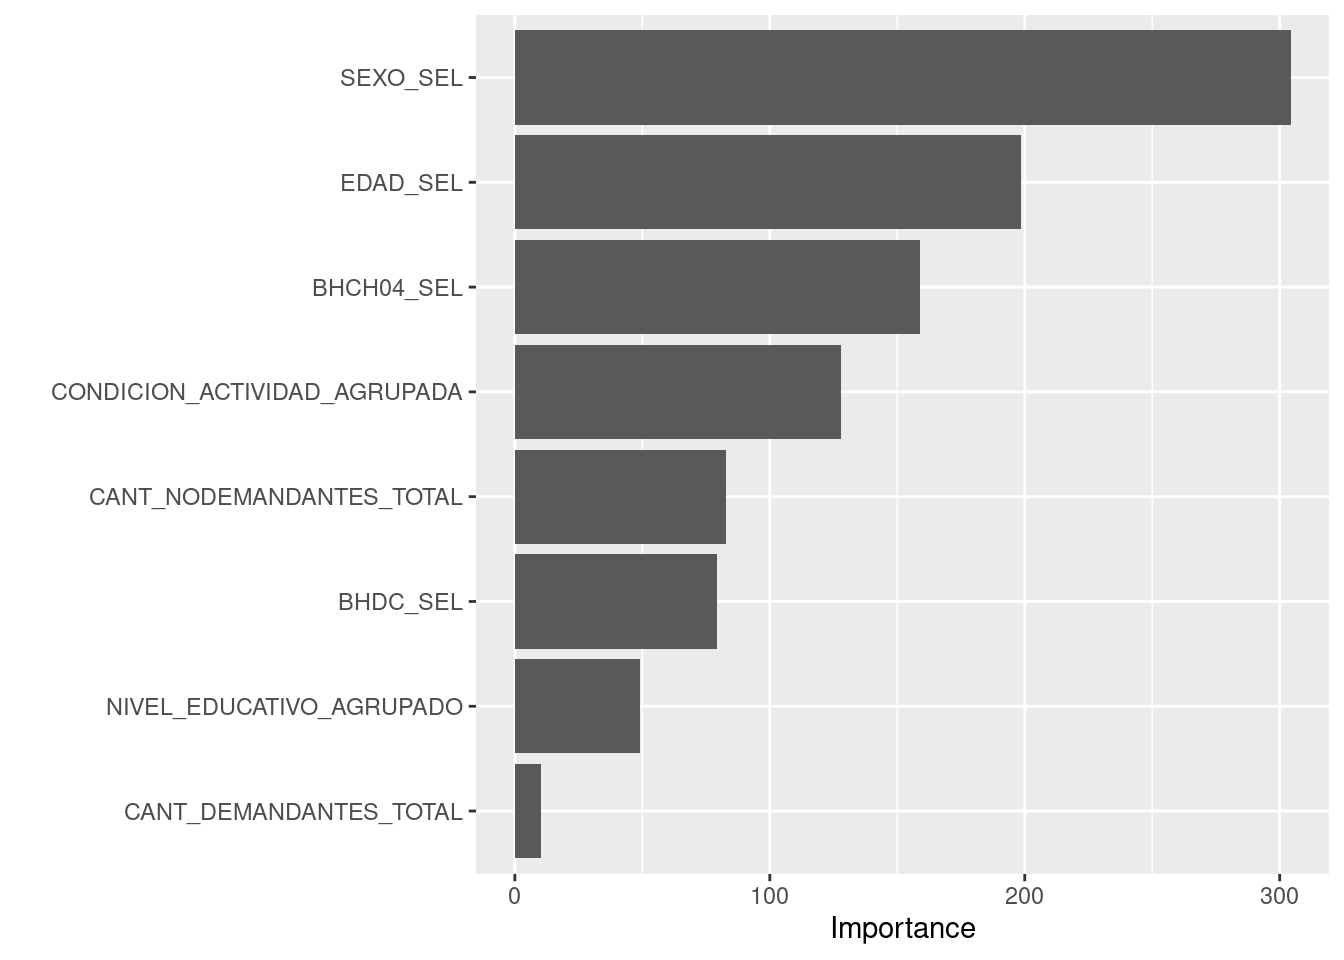 SEXO_SEL
EDAD_SEL
BHCH04_SEL
CONDICION_ACTIVIDAD_AGRUPADA
CANT_NODEMANDANTES_TOTAL
BHDC_SEL
NIVEL_EDUCATIVO_AGRUPADO
CANT_DEMANDANTES_TOTAL
0 100 200 300
Importance